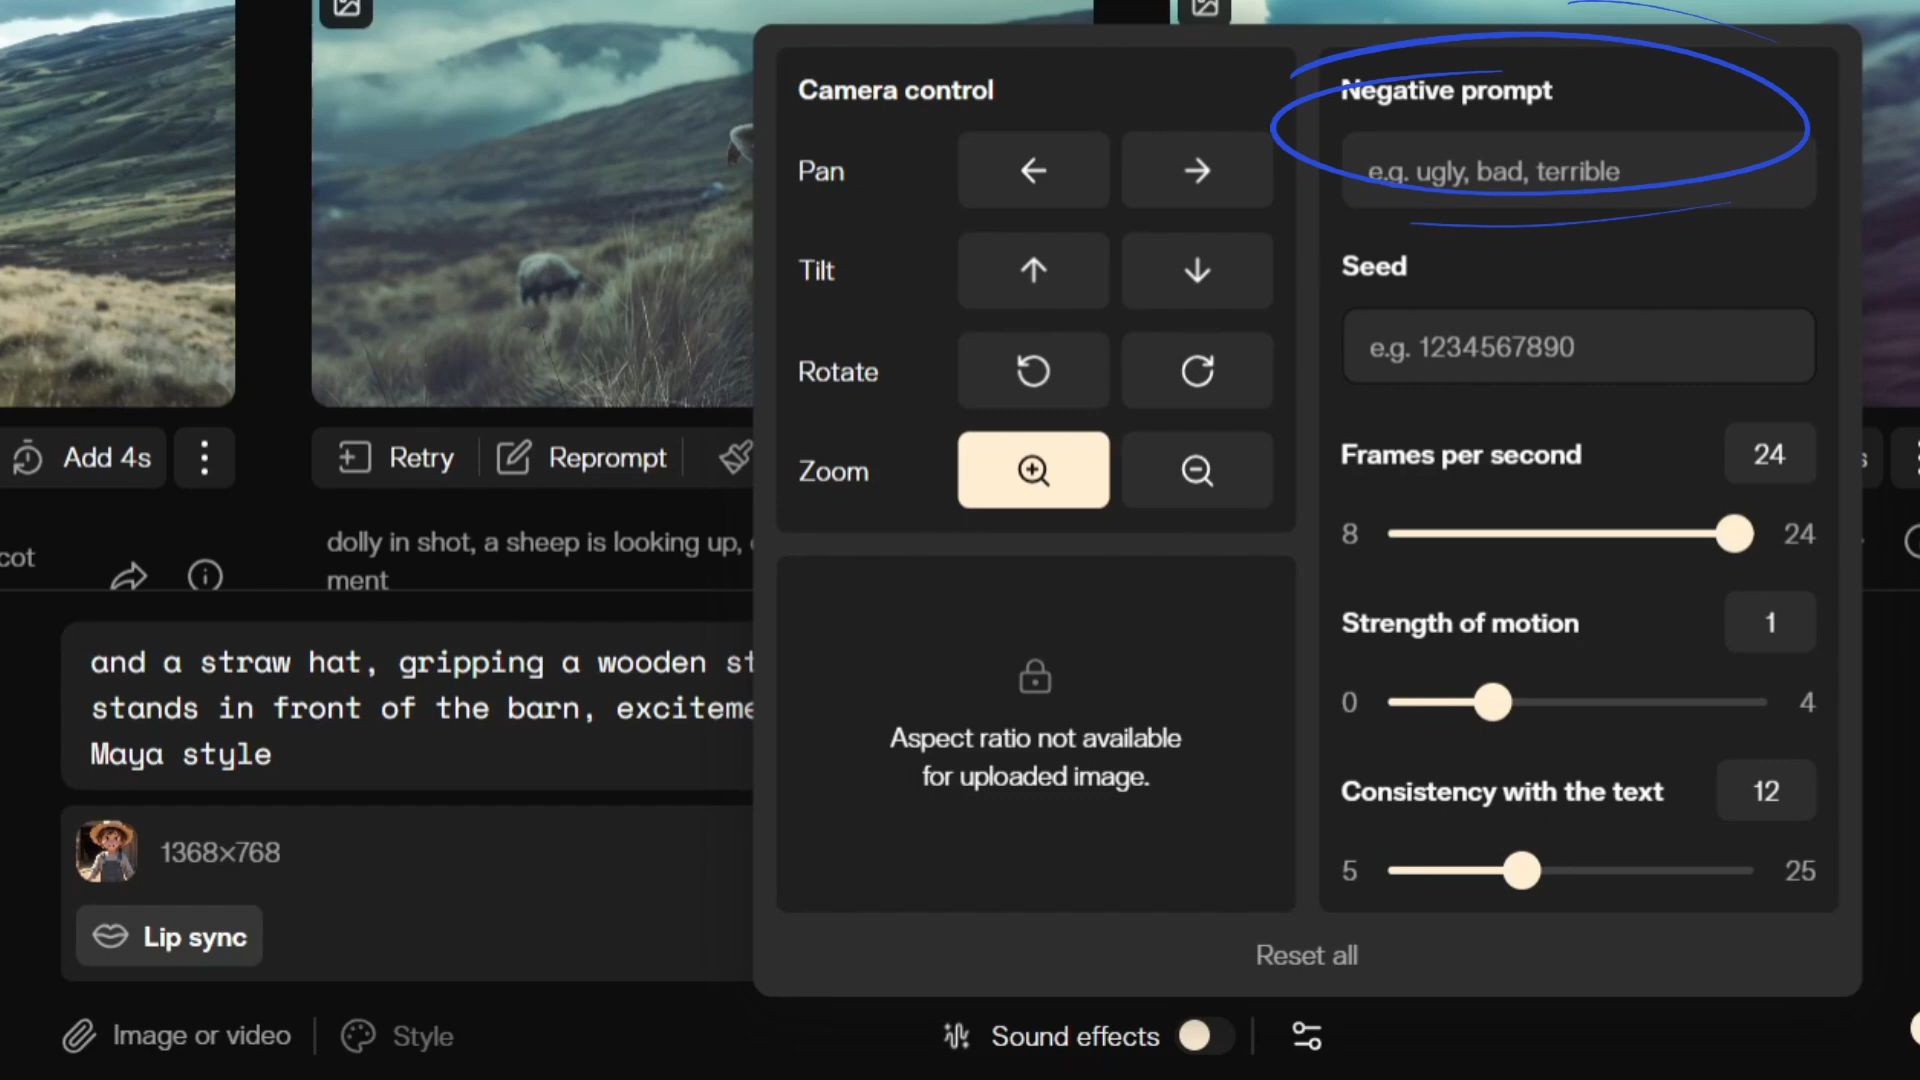 Camera control
Pan
Tilt
Rotate
Zoom
Aspect ratio not available
for uploaded image.
Negative prompt
e.g. ugly, bad, terrible
Seed
e.g. 1234567890
Frames per second 24
8 24
Strength of motion 1
0 4
Consistency with the text 12
5 25
Reset all
Add 4s
Retry
Reprompt
s
cot
dolly in shot, a sheep is looking up,
ment
and a straw hat, gripping a wooden st
stands in front of the barn, exciteme
Maya style
1368×768
Lip sync
Image or video
Style
Sound effects